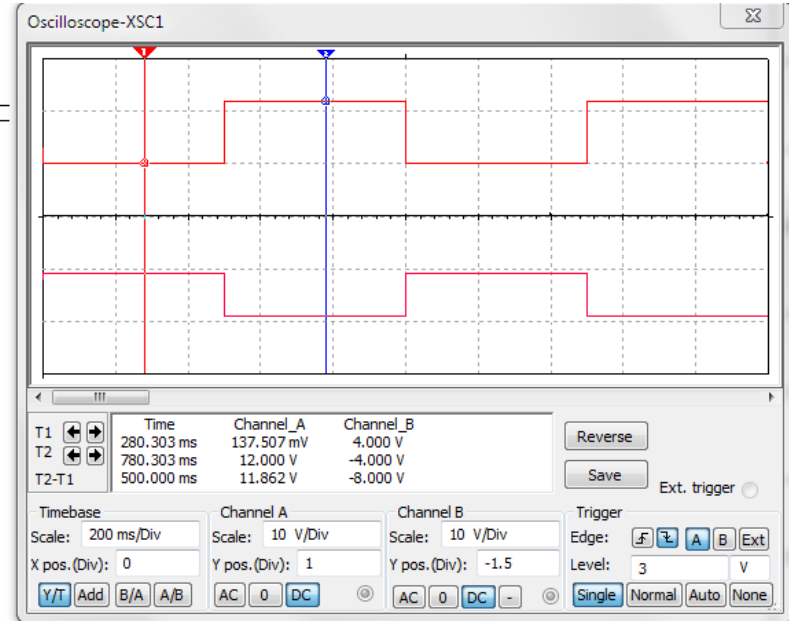 Oscilloscope-XSC1
1 2
Time Channel_A Channel_B
T1 280.303 ms 137.507 mV 4.000 V
T2 780.303 ms 12.000 V -4.000 V
T2-T1 500.000 ms 11.862 V -8.000 V
Reverse
Save
Ext. trigger
Timebase
Scale: 200 ms/Div
X pos.(Div): 0
Y/T Add B/A A/B
Channel A
Scale: 10 V/Div
Y pos.(Div): 1
AC 0 DC
Channel B
Scale: 10 V/Div
Y pos.(Div): -1.5
AC 0 DC -
Trigger
Edge: A B Ext
Level: 3 V
Single Normal Auto None